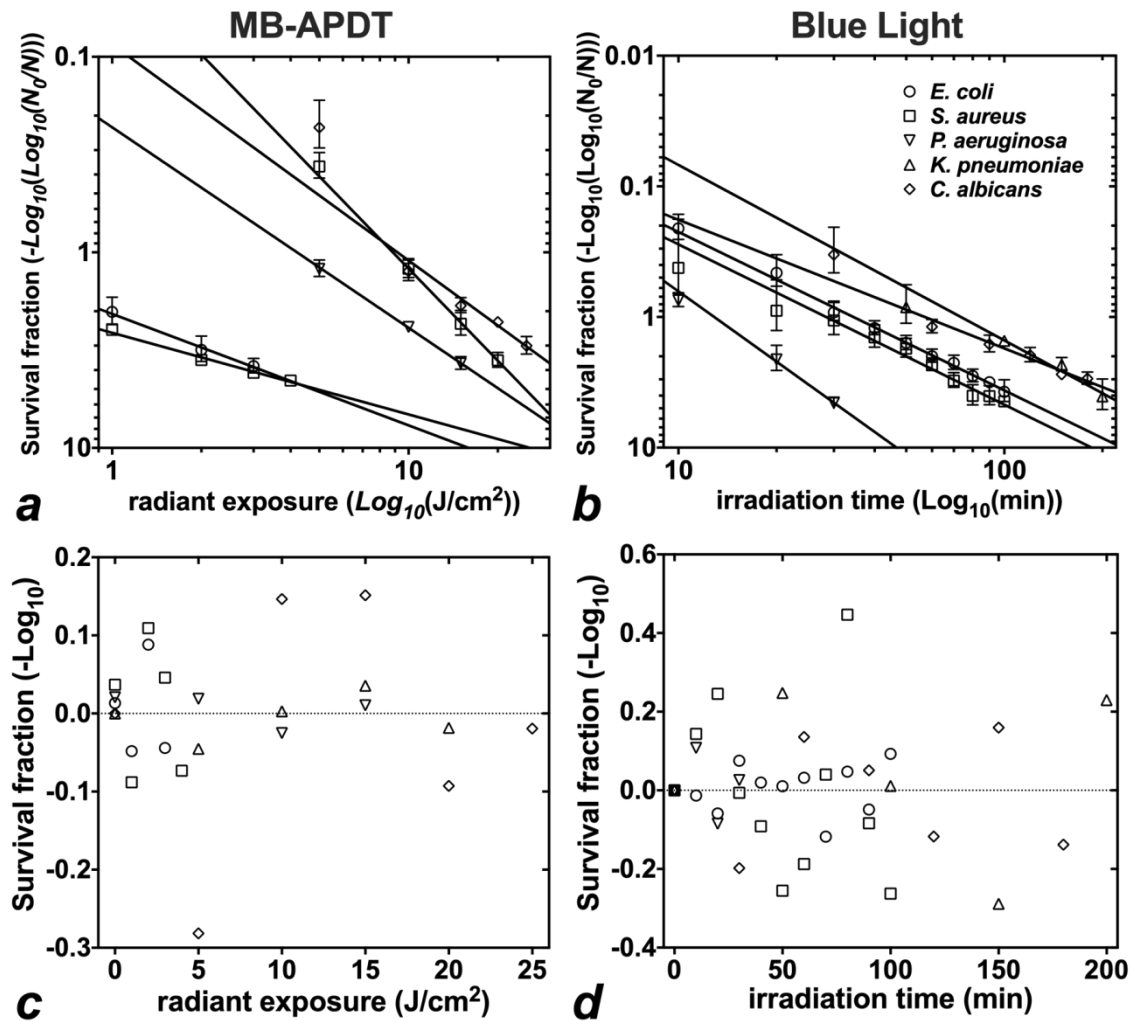 MB-APDT
Blue Light
Survival fraction (-Log10(Log10(N0/N)))
0.1
1
10
1
10
radiant exposure (Log10(J/cm2))
a
Survival fraction (-Log10(Log10(N0/N)))
0.01
0.1
1
10
10
100
irradiation time (Log10(min))
b
E. coli
S. aureus
P. aeruginosa
K. pneumoniae
C. albicans
Survival fraction (-Log10)
0.2
0.1
0.0
-0.1
-0.2
-0.3
0 5 10 15 20 25
radiant exposure (J/cm2)
c
Survival fraction (-Log10)
0.6
0.4
0.2
0.0
-0.2
-0.4
0 50 100 150 200
irradiation time (min)
d